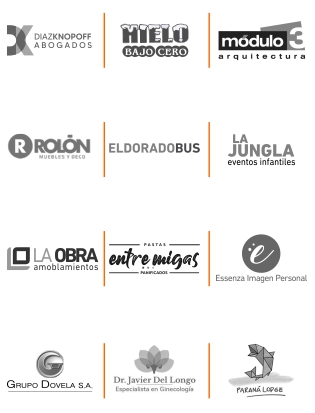 DIAZKNOPOFF
ABOGADOS
HIELO
BAJO CERO
módulo 3
arquitectura
R ROLÓN
MUEBLES Y DECO
ELDORADOBUS
LA
JUNGLA
eventos infantiles
LA OBRA
amoblamientos
PASTAS
entre migas
PANIFICADOS
e
Essenza Imagen Personal
GRUPO DOVELA S.A.
Dr. Javier Del Longo
Especialista en Ginecología
PARANÁ LODGE